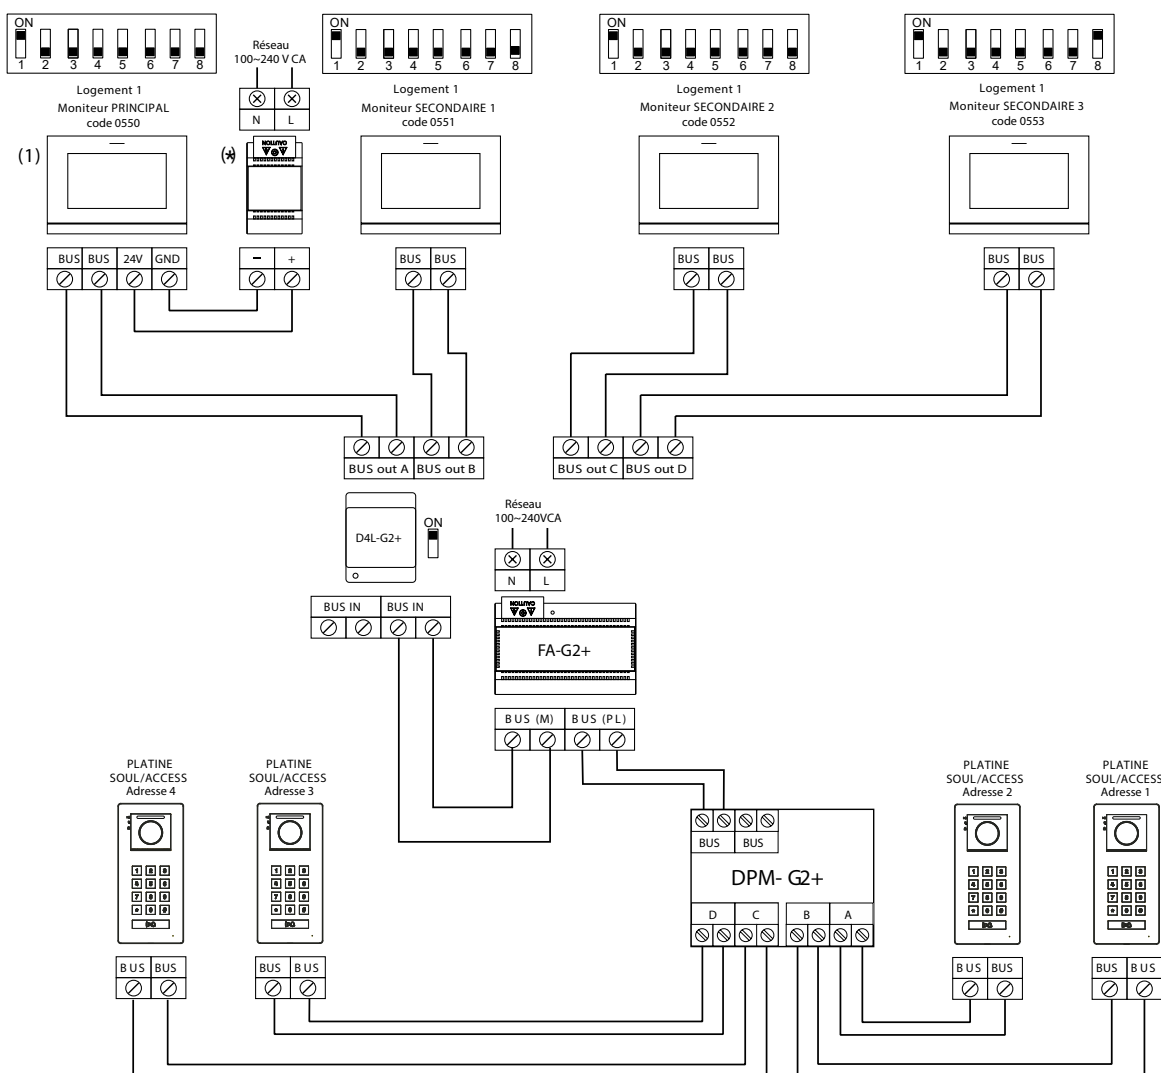 ON
1 2 3 4 5 6 7 8
Logement 1
Moniteur PRINCIPAL
code 0550
(1)
BUS BUS 24V GND
Réseau
100~240 V CA
N L
(*)
CAUTION
− +
ON
1 2 3 4 5 6 7 8
Logement 1
Moniteur SECONDAIRE 1
code 0551
BUS BUS
ON
1 2 3 4 5 6 7 8
Logement 1
Moniteur SECONDAIRE 2
code 0552
BUS BUS
ON
1 2 3 4 5 6 7 8
Logement 1
Moniteur SECONDAIRE 3
code 0553
BUS BUS
BUS out A BUS out B
BUS out C BUS out D
D4L-G2+
ON
BUS IN BUS IN
Réseau
100~240VCA
N L
CAUTION
FA-G2+
BUS (M) BUS (PL)
PLATINE
SOUL/ACCESS
Adresse 4
BUS BUS
PLATINE
SOUL/ACCESS
Adresse 3
BUS BUS
BUS BUS
DPM- G2+
D C B A
PLATINE
SOUL/ACCESS
Adresse 2
BUS BUS
PLATINE
SOUL/ACCESS
Adresse 1
BUS BUS